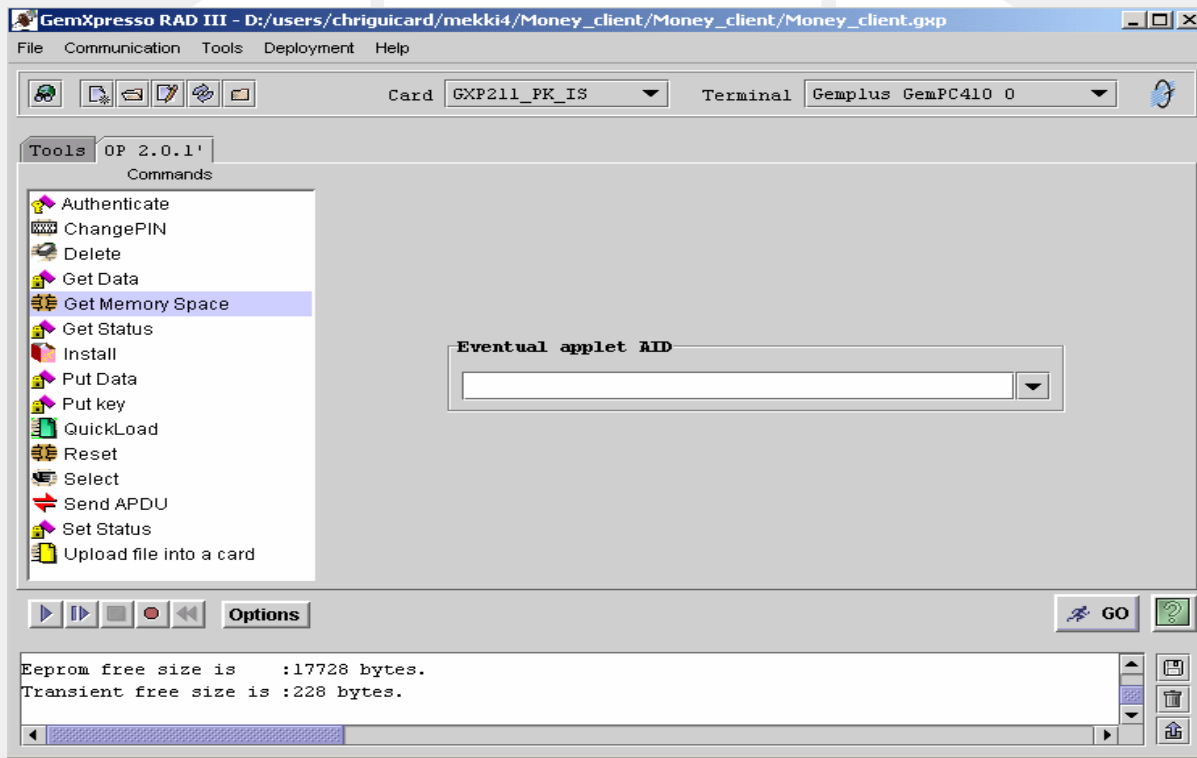 GemXpresso RAD III - D:/users/chriguicard/mekki4/Money_client/Money_client/Money_client.gxp
File Communication Tools Deployment Help
Card GXP211_PK_IS Terminal Gemplus GemPC410 0
Tools OP 2.0.1'
Commands
Authenticate
ChangePIN
Delete
Get Data
Get Memory Space
Get Status
Install
Put Data
Put key
QuickLoad
Reset
Select
Send APDU
Set Status
Upload file into a card
Eventual applet AID
Options GO
Eeprom free size is :17728 bytes.
Transient free size is :228 bytes.